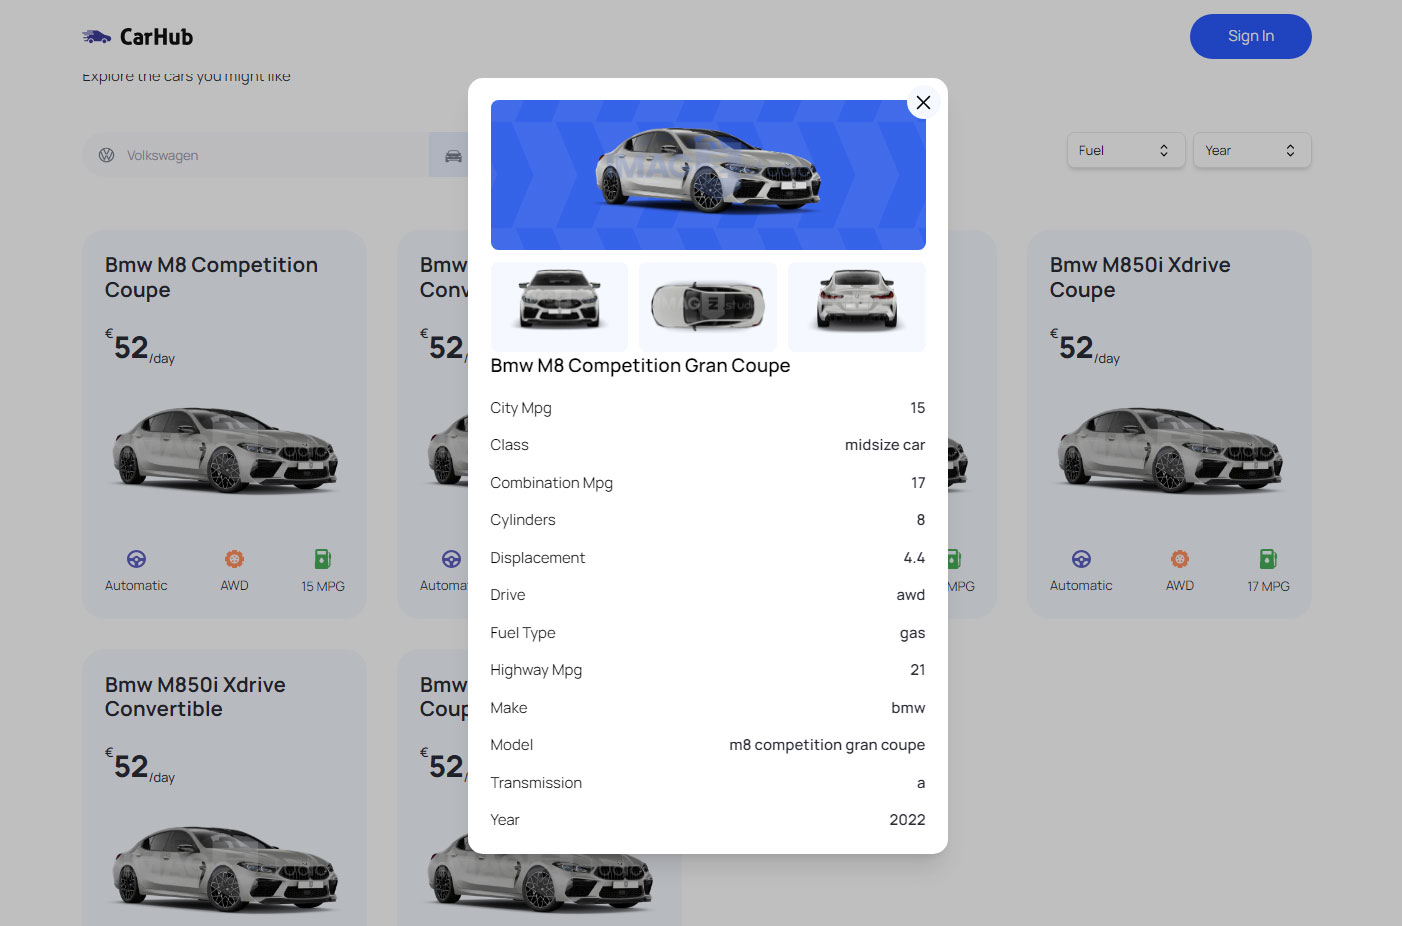 CarHub
Sign In
Explore the cars you might like
Volkswagen
Fuel
Year
Bmw M8 Competition
Coupe
€52/day
Automatic
AWD
15 MPG
Bmw
Conv
€52/
Automa
MPG
Bmw M850i Xdrive
Coupe
€52/day
Automatic
AWD
17 MPG
Bmw M850i Xdrive
Convertible
€52/day
Bmw
Coup
€52/
Bmw M8 Competition Gran Coupe
City Mpg 15
Class midsize car
Combination Mpg 17
Cylinders 8
Displacement 4.4
Drive awd
Fuel Type gas
Highway Mpg 21
Make bmw
Model m8 competition gran coupe
Transmission a
Year 2022